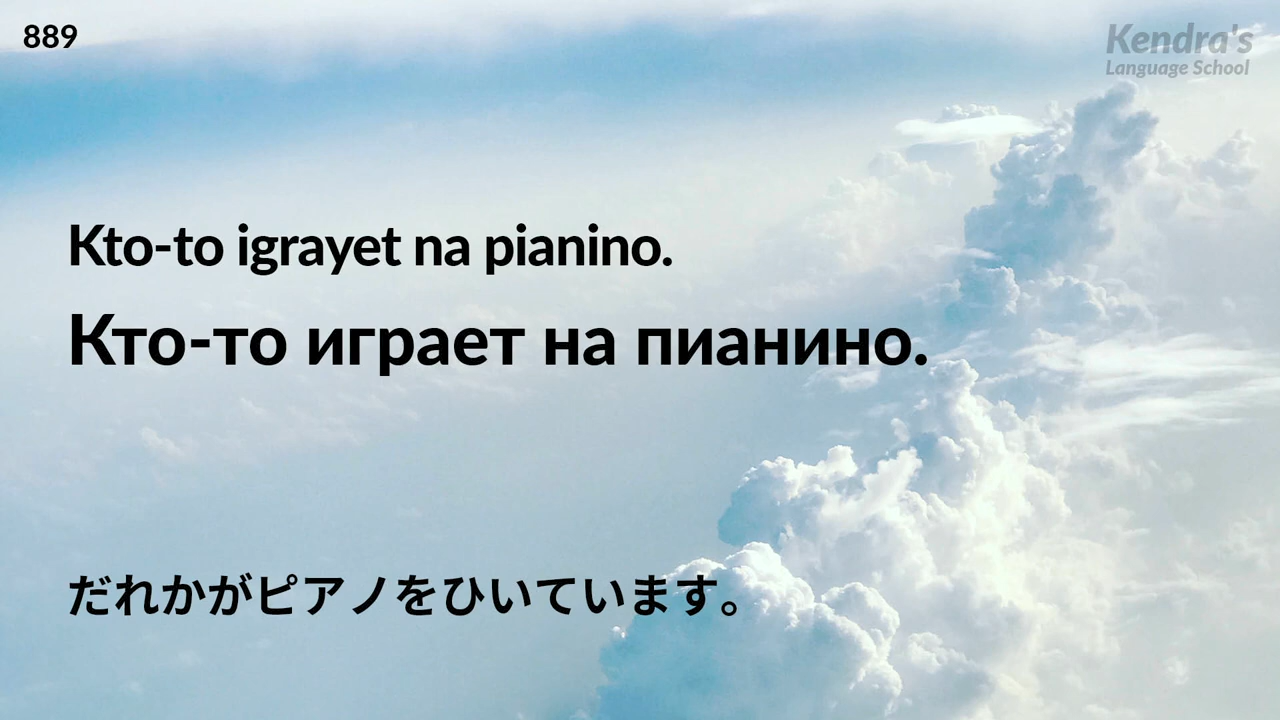 889
Kendra's
Language School
Kto-to igrayet na pianino.
Кто-то играет на пианино.
だれかがピアノをひいています。